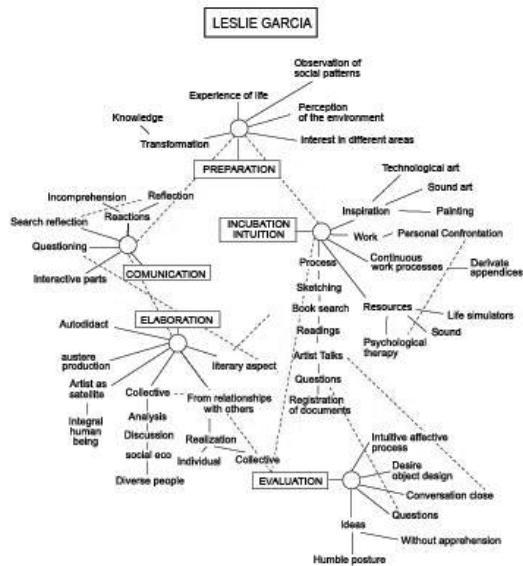 LESLIE GARCIA
Observation of
social patterns
Experience of life
Perception
of the environment
Knowledge
Transformation
Interest in different areas
PREPARATION
Technological art
Incomprehension
Reflection
Sound art
Search reflection
Reactions
Inspiration
Painting
INCUBATION
INTUITION
Questioning
Work
Personal Confrontation
Process
Continuous
work processes
Derivate
appendices
Interactive parts
COMUNICATION
Sketching
Book search
Resources
Life simulators
ELABORATION
Autodidact
Readings
Sound
Psychological
therapy
austere
production
literary aspect
Artist Talks
Artist as
satellite
Collective
From relationships
with others
Questions
Registration
of documents
Integral
human
being
Analysis
Discussion
social eco
Diverse people
Realization
Individual
Collective
Intuitive affective
process
Desire
object design
EVALUATION
Conversation close
Questions
Ideas
Without apprehension
Humble posture